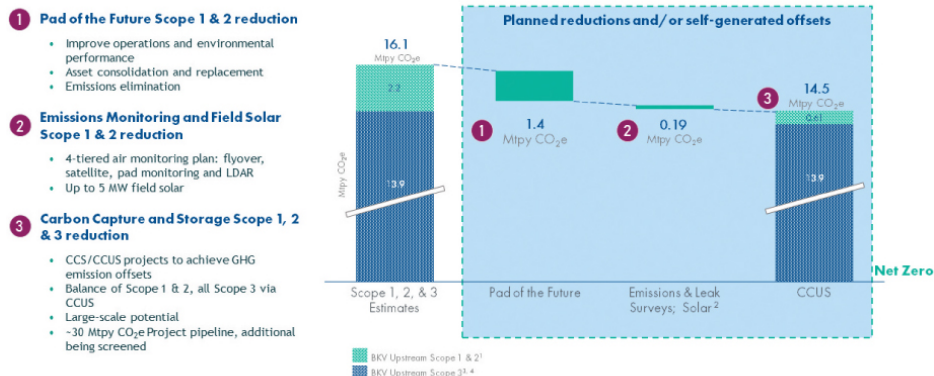 1 Pad of the Future Scope 1 & 2 reduction
• Improve operations and environmental
performance
• Asset consolidation and replacement
• Emissions elimination
2 Emissions Monitoring and Field Solar
Scope 1 & 2 reduction
• 4-tiered air monitoring plan: flyover,
satellite, pad monitoring and LDAR
• Up to 5 MW field solar
3 Carbon Capture and Storage Scope 1, 2
& 3 reduction
• CCS/CCUS projects to achieve GHG
emission offsets
• Balance of Scope 1 & 2, all Scope 3 via
CCUS
• Large-scale potential
• ~30 Mtpy CO₂e Project pipeline, additional
being screened
Planned reductions and/or self-generated offsets
16.1
Mtpy CO₂e
2.2
13.9
Mtpy CO₂e
1
1.4
Mtpy CO₂e
2
0.19
Mtpy CO₂e
3
14.5
Mtpy CO₂e
0.61
13.9
Net Zero
Scope 1, 2, & 3
Estimates
Pad of the Future
Emissions & Leak
Surveys; Solar²
CCUS
BKV Upstream Scope 1 & 2¹
BKV Upstream Scope 3³˒ ⁴